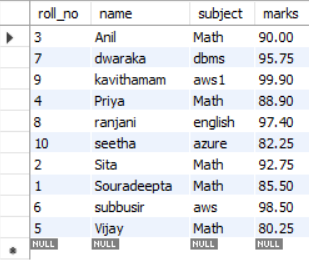 roll_no name subject marks
3 Anil Math 90.00
7 dwaraka dbms 95.75
9 kavithamam aws1 99.90
4 Priya Math 88.90
8 ranjani english 97.40
10 seetha azure 82.25
2 Sita Math 92.75
1 Souradeepta Math 85.50
6 subbusir aws 98.50
5 Vijay Math 80.25
NULL NULL NULL NULL